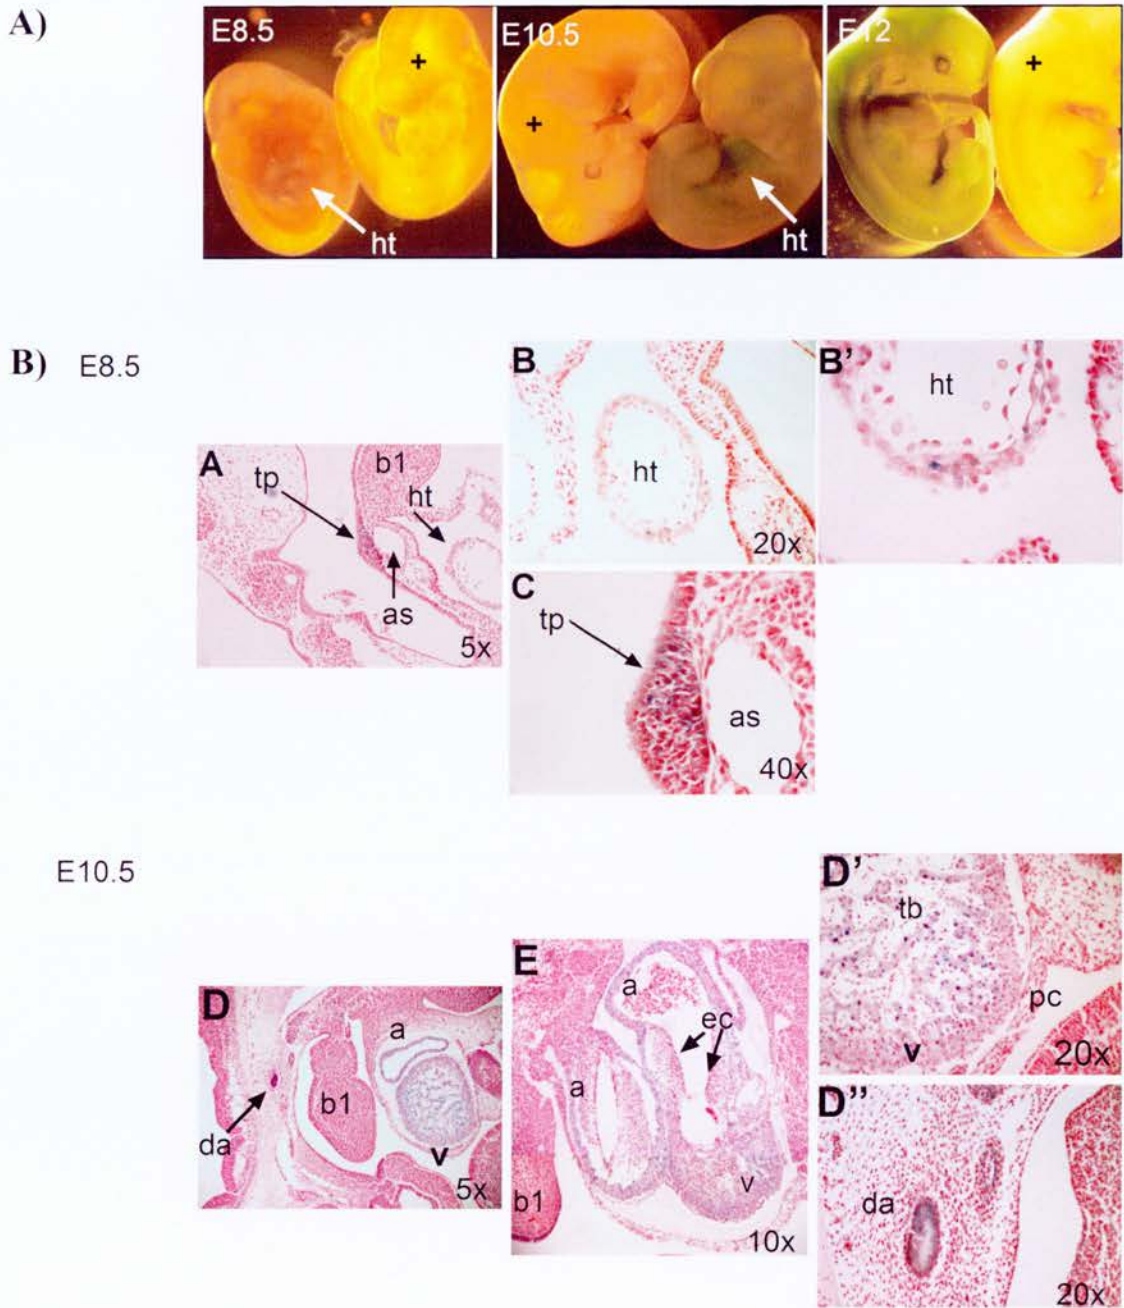 A)
E8.5
+
ht
E10.5
+
ht
E12
+
B) E8.5
A
tp
b1
ht
as
5x
B
ht
20x
B'
ht
C
tp
as
40x
E10.5
D
a
b1
da
v
5x
E
a
ec
a
v
b1
10x
D'
tb
pc
v
20x
D"
da
20x